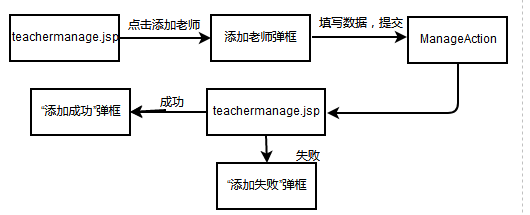 teachermanage.jsp
点击添加老师
添加老师弹框
填写数据，提交
ManageAction
teachermanage.jsp
成功
“添加成功”弹框
失败
“添加失败”弹框